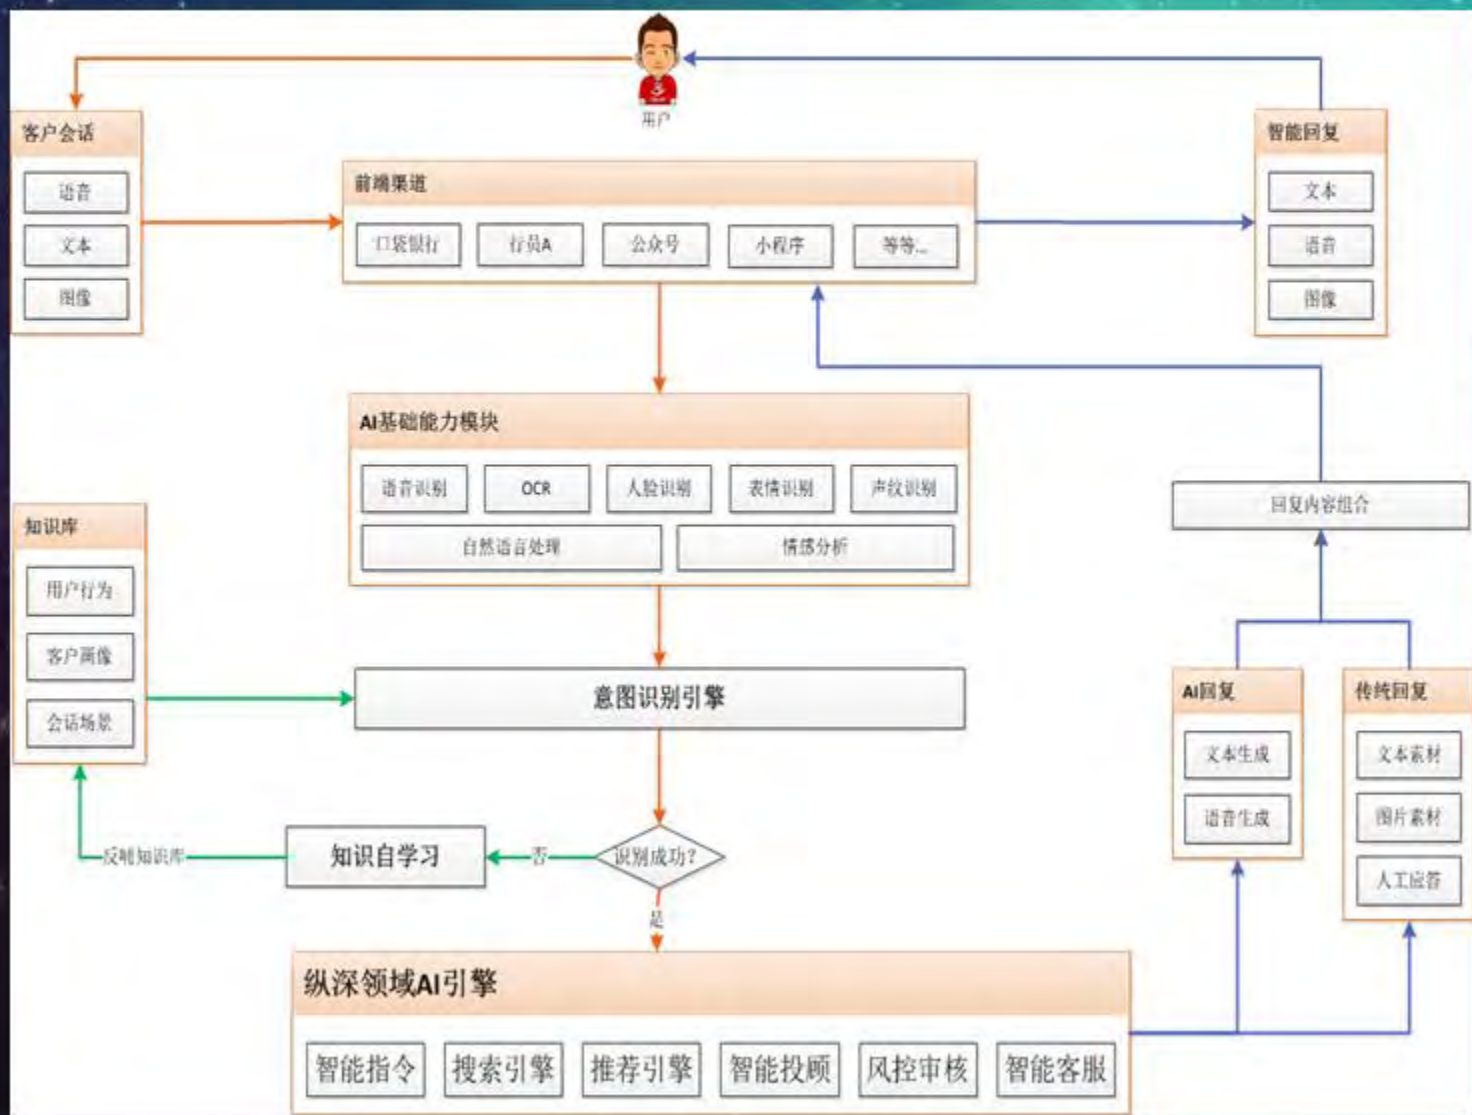 用户
客户会话
语音
文本
图像
前端渠道
口袋银行
行员A
公众号
小程序
等等...
智能回复
文本
语音
图像
AI基础能力模块
语音识别
OCR
人脸识别
表情识别
声纹识别
自然语言处理
情感分析
回复内容组合
知识库
用户行为
客户画像
会话场景
意图识别引擎
AI回复
文本生成
语音生成
传统回复
文本素材
图片素材
人工应答
反哺知识库
知识自学习
否
识别成功？
是
纵深领域AI引擎
智能指令
搜索引擎
推荐引擎
智能投顾
风控审核
智能客服